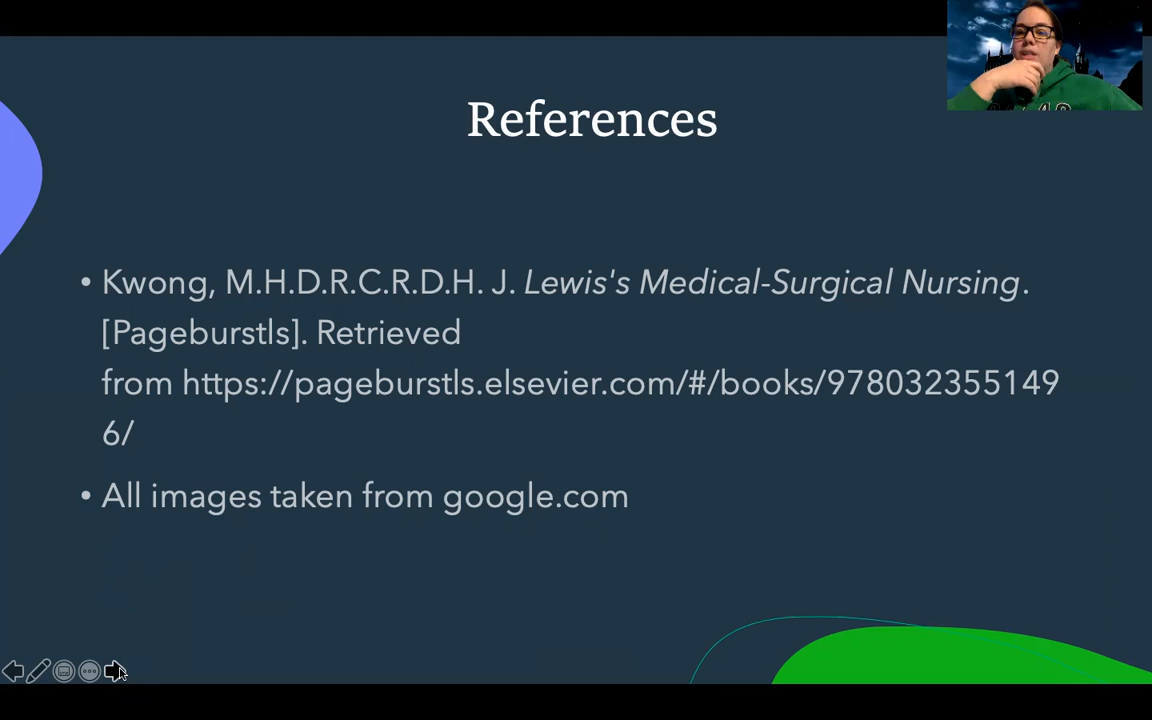 References
• Kwong, M.H.D.R.C.R.D.H. J. Lewis's Medical-Surgical Nursing.
[Pageburstls]. Retrieved
from https://pageburstls.elsevier.com/#/books/978032355149
6/
• All images taken from google.com